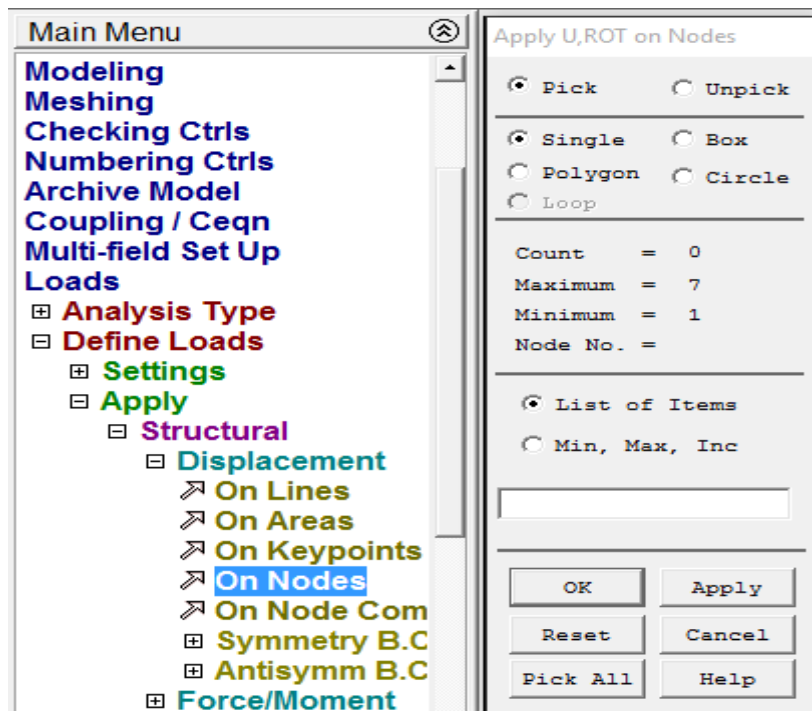 Main Menu
Modeling
Meshing
Checking Ctrls
Numbering Ctrls
Archive Model
Coupling / Ceqn
Multi-field Set Up
Loads
Analysis Type
Define Loads
Settings
Apply
Structural
Displacement
On Lines
On Areas
On Keypoints
On Nodes
On Node Com
Symmetry B.C
Antisymm B.C
Force/Moment
Apply U,ROT on Nodes
Pick Unpick
Single Box
Polygon Circle
Loop
Count = 0
Maximum = 7
Minimum = 1
Node No. =
List of Items
Min, Max, Inc
OK Apply
Reset Cancel
Pick All Help